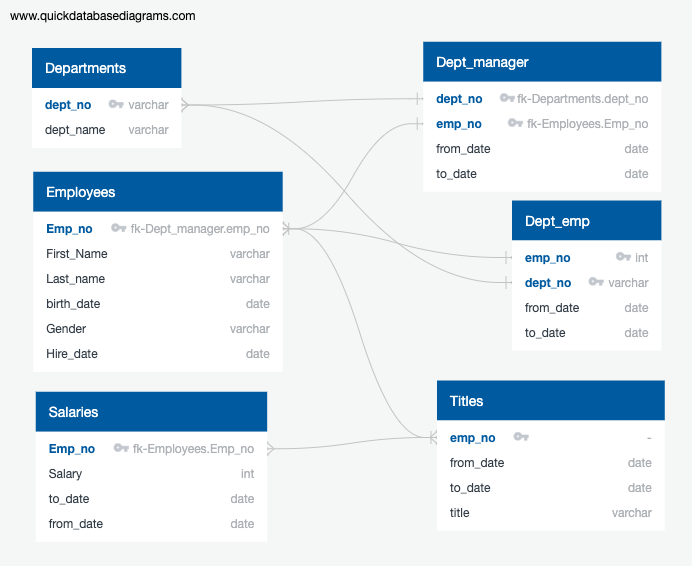 www.quickdatabasediagrams.com
Departments
dept_no varchar
dept_name varchar
Dept_manager
dept_no fk-Departments.dept_no
emp_no fk-Employees.Emp_no
from_date date
to_date date
Employees
Emp_no fk-Dept_manager.emp_no
First_Name varchar
Last_name varchar
birth_date date
Gender varchar
Hire_date date
Dept_emp
emp_no int
dept_no varchar
from_date date
to_date date
Salaries
Emp_no fk-Employees.Emp_no
Salary int
to_date date
from_date date
Titles
emp_no -
from_date date
to_date date
title varchar